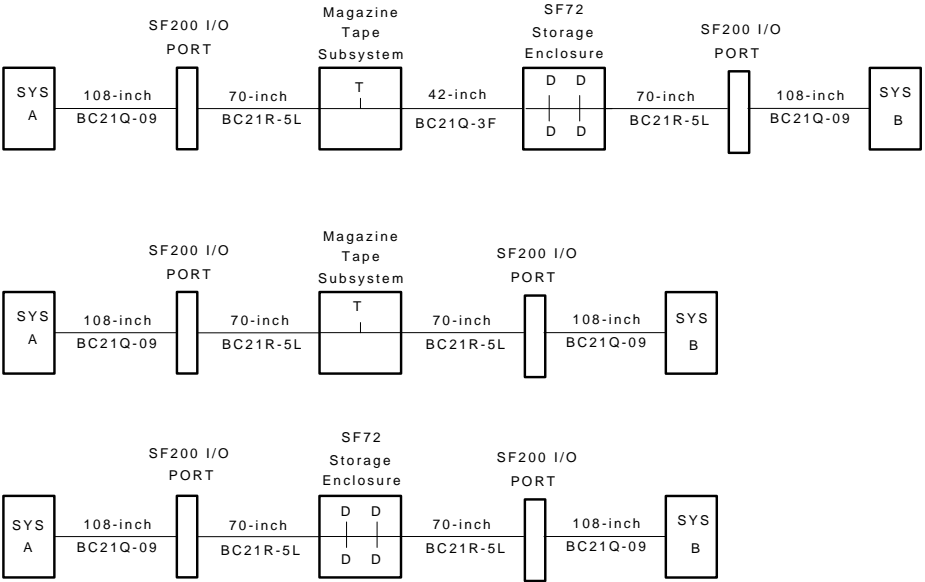 SF200 I/O
PORT
Magazine
Tape
Subsystem
SF72
Storage
Enclosure
SF200 I/O
PORT
SYS
A
108-inch
BC21Q-09
70-inch
BC21R-5L
T
42-inch
BC21Q-3F
D D
D D
70-inch
BC21R-5L
108-inch
BC21Q-09
SYS
B
SF200 I/O
PORT
Magazine
Tape
Subsystem
SF200 I/O
PORT
SYS
A
108-inch
BC21Q-09
70-inch
BC21R-5L
T
70-inch
BC21R-5L
108-inch
BC21Q-09
SYS
B
SF200 I/O
PORT
SF72
Storage
Enclosure
SF200 I/O
PORT
SYS
A
108-inch
BC21Q-09
70-inch
BC21R-5L
D D
D D
70-inch
BC21R-5L
108-inch
BC21Q-09
SYS
B